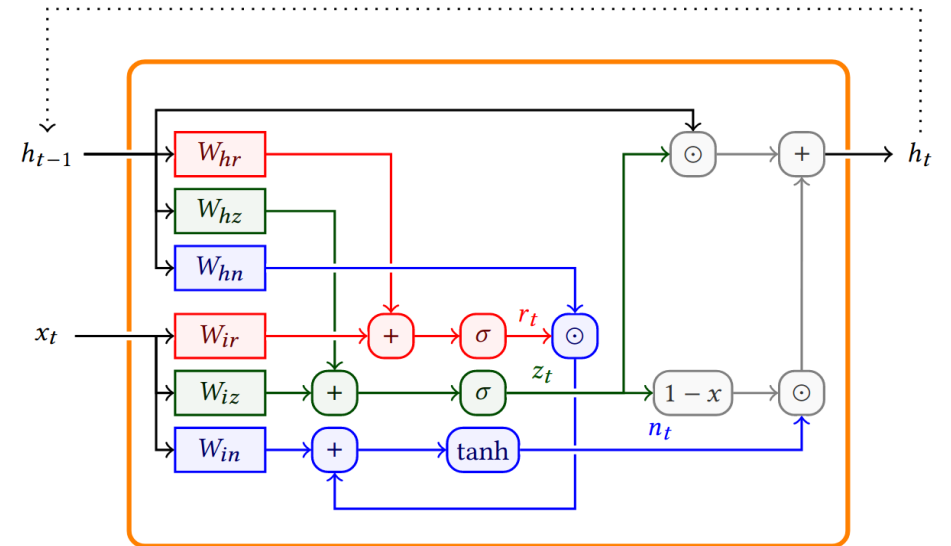 h_{t−1} W_{hr} ⊙ + h_t
W_{hz}
W_{hn}
x_t W_{ir} + σ r_t ⊙
W_{iz} + σ z_t 1 − x ⊙
W_{in} + tanh n_t